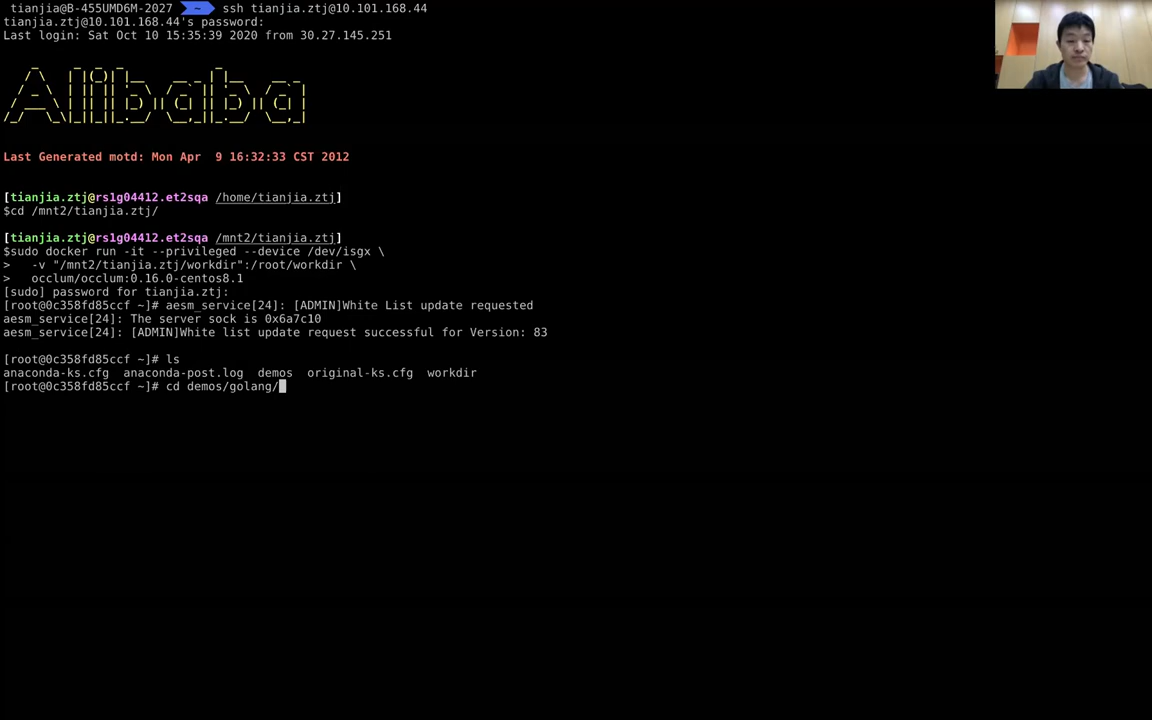 tianjia@B-455UMD6M-2027 ~ ssh tianjia.ztj@10.101.168.44
tianjia.ztj@10.101.168.44's password:
Last login: Sat Oct 10 15:35:39 2020 from 30.27.145.251
Alibaba
Last Generated motd: Mon Apr  9 16:32:33 CST 2012
[tianjia.ztj@rs1g04412.et2sqa /home/tianjia.ztj]
$cd /mnt2/tianjia.ztj/
[tianjia.ztj@rs1g04412.et2sqa /mnt2/tianjia.ztj]
$sudo docker run -it --privileged --device /dev/isgx \
>   -v "/mnt2/tianjia.ztj/workdir":/root/workdir \
>   occlum/occlum:0.16.0-centos8.1
[sudo] password for tianjia.ztj:
[root@0c358fd85ccf ~]# aesm_service[24]: [ADMIN]White List update requested
aesm_service[24]: The server sock is 0x6a7c10
aesm_service[24]: [ADMIN]White list update request successful for Version: 83
[root@0c358fd85ccf ~]# ls
anaconda-ks.cfg  anaconda-post.log  demos  original-ks.cfg  workdir
[root@0c358fd85ccf ~]# cd demos/golang/